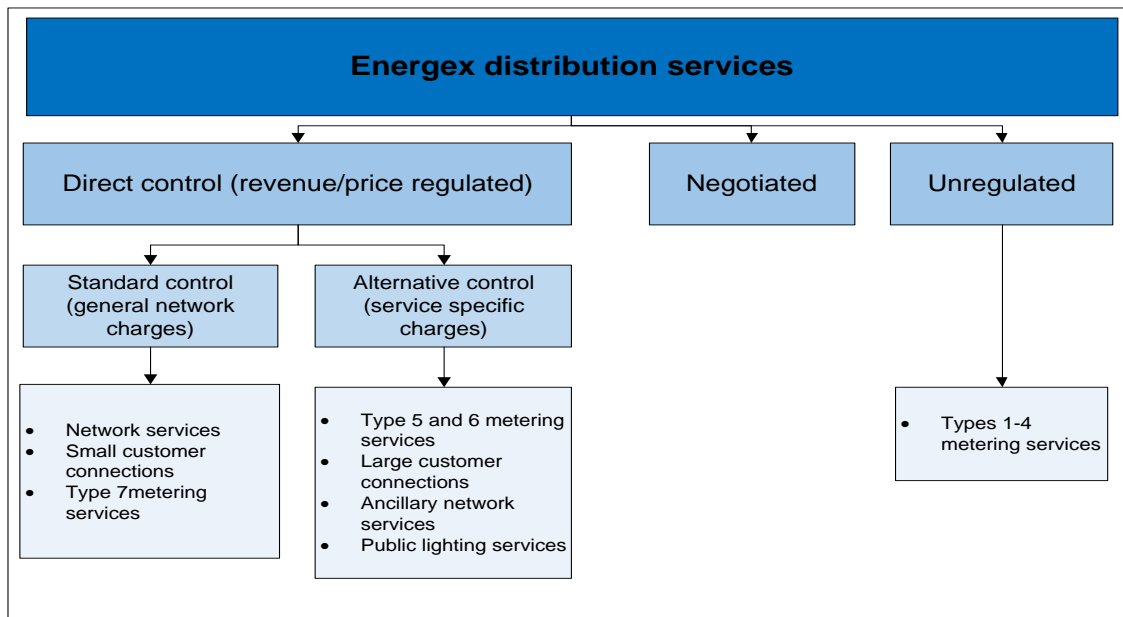 Energex distribution services
Direct control (revenue/price regulated)
Negotiated
Unregulated
Standard control
(general network
charges)
Alternative control
(service specific
charges)
• Network services
• Small customer
connections
• Type 7metering
services
• Type 5 and 6 metering
services
• Large customer
connections
• Ancillary network
services
• Public lighting services
• Types 1-4
metering services